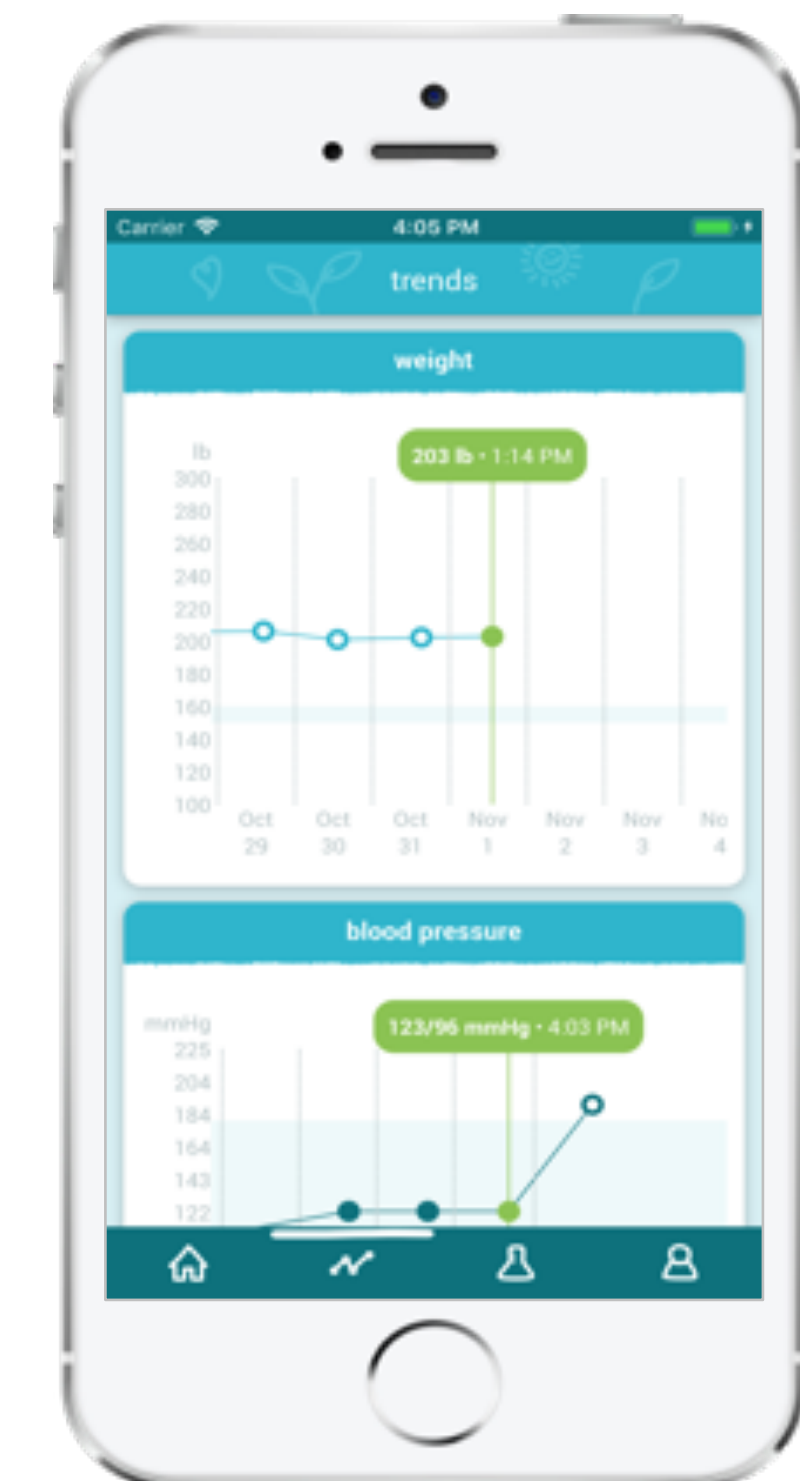 Carrier 4:05 PM
trends
weight
lb
203 lb • 1:14 PM
300
280
260
240
220
200
180
160
140
120
100
Oct Oct Oct Nov Nov Nov No
29 30 31 1 2 3 4
blood pressure
mmHg
123/96 mmHg • 4:03 PM
225
204
184
164
143
122